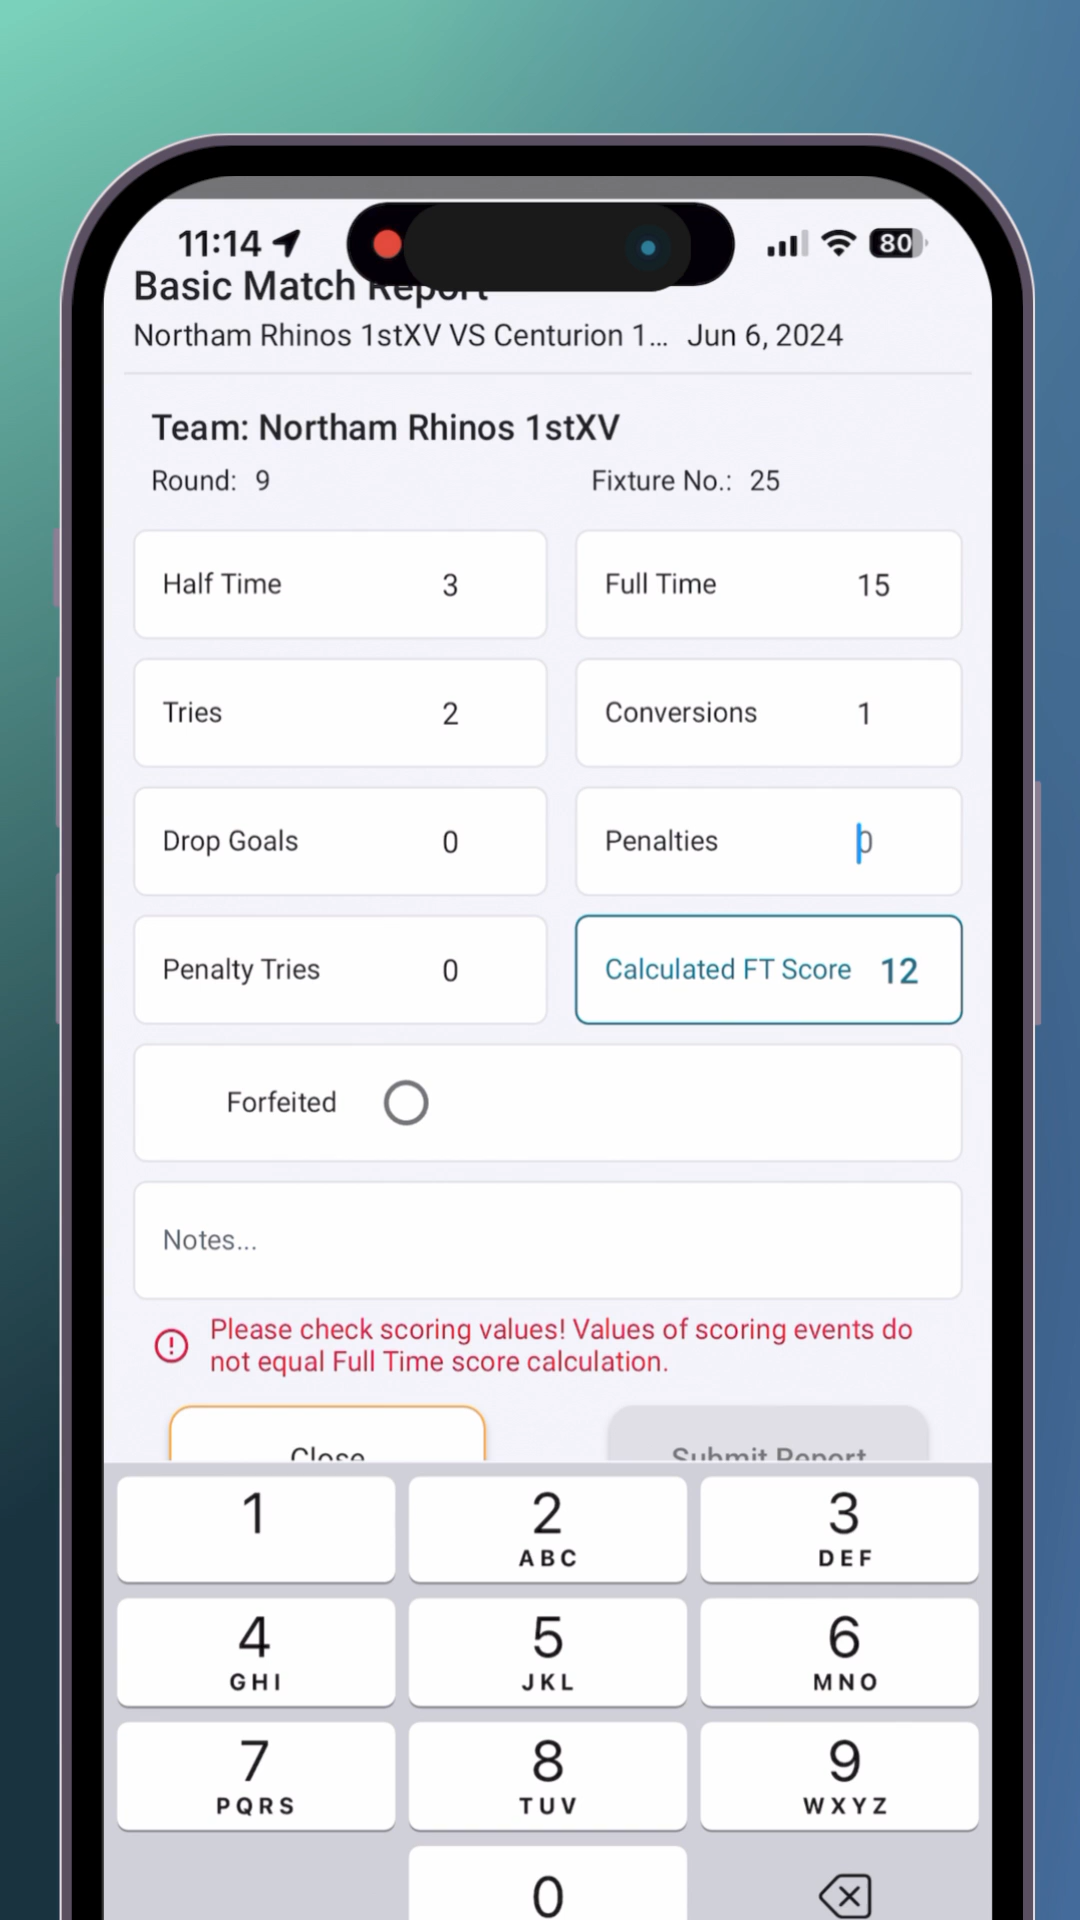 11:14
80
Basic Match Report
Northam Rhinos 1stXV VS Centurion 1... Jun 6, 2024
Team: Northam Rhinos 1stXV
Round: 9
Fixture No.: 25
Half Time 3
Full Time 15
Tries 2
Conversions 1
Drop Goals 0
Penalties 0
Penalty Tries 0
Calculated FT Score 12
Forfeited
Notes...
Please check scoring values! Values of scoring events do
not equal Full Time score calculation.
Close
Submit Report
1
2
ABC
3
DEF
4
GHI
5
JKL
6
MNO
7
PQRS
8
TUV
9
WXYZ
0